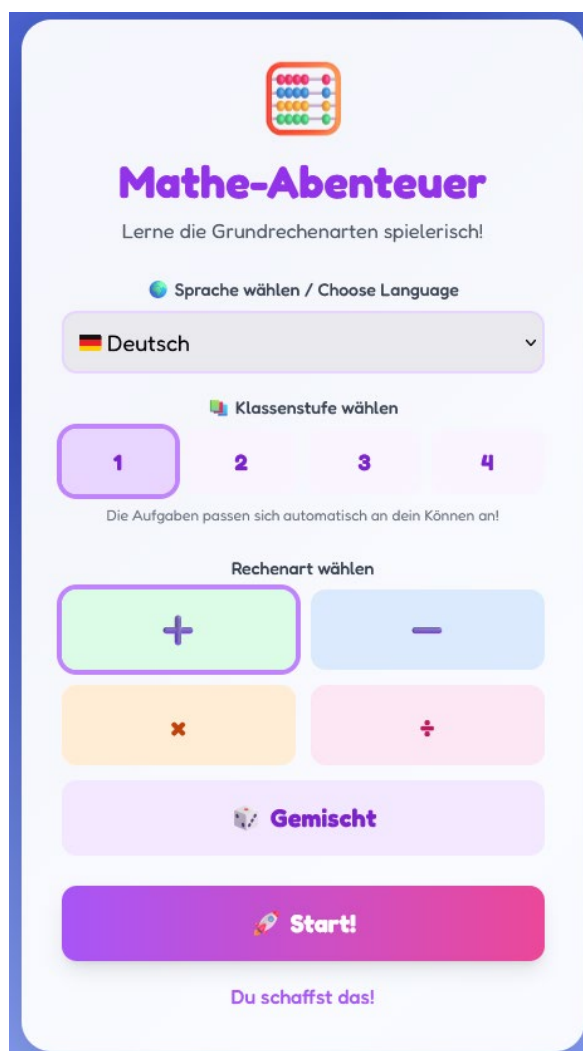 Mathe-Abenteuer
Lerne die Grundrechenarten spielerisch!
🌍 Sprache wählen / Choose Language
🇩🇪 Deutsch
📚 Klassenstufe wählen
1 2 3 4
Die Aufgaben passen sich automatisch an dein Können an!
Rechenart wählen
➕ ➖
× ÷
🎲 Gemischt
🚀 Start!
Du schaffst das!